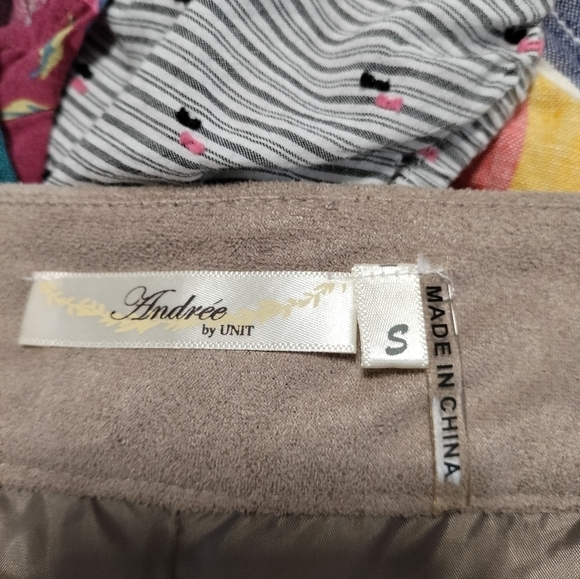 Andrée
by UNIT
S
MADE IN CHINA